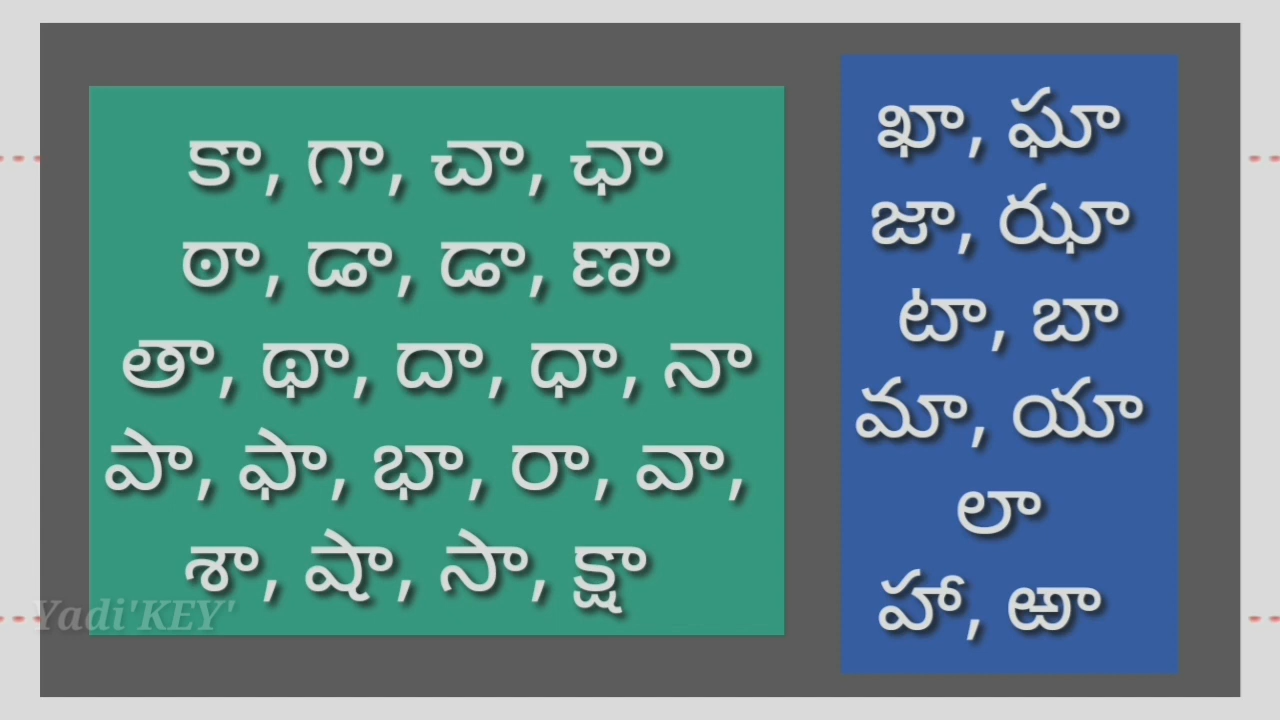 కా, గా, చా, ఛా
ఠా, డా, డా, ణా
తా, థా, దా, ధా, నా
పా, ఫా, భా, రా, వా,
శా, షా, సా, క్షా
Yadi'KEY'
ఖా, ఘా
జా, ఝా
టా, బా
మా, యా
లా
హా, ఱా